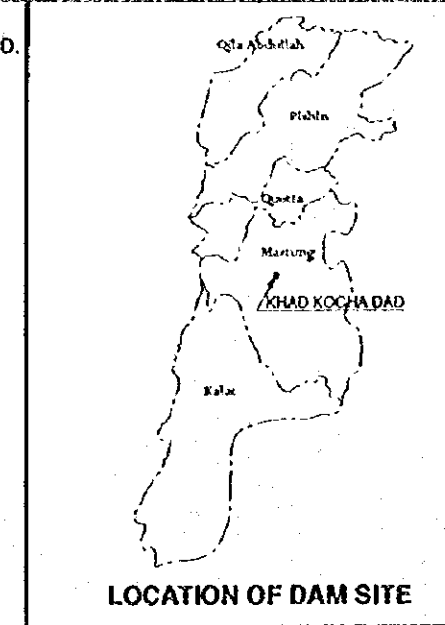 D.
Qila Abdullah
Pishin
Quetta
Mastung
KHAD KOCHA DAD
Kalat
LOCATION OF DAM SITE